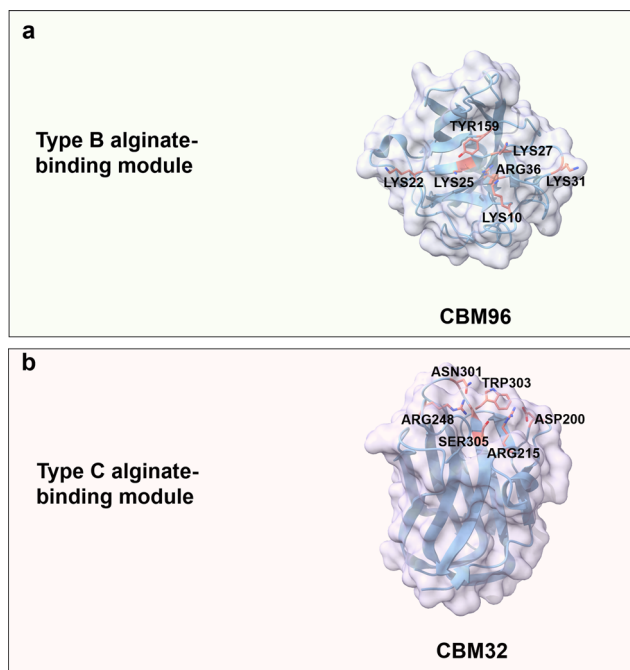 a
Type B alginate-
binding module
TYR159
LYS27
LYS22
LYS25
ARG36
LYS31
LYS10
CBM96
b
Type C alginate-
binding module
ASN301
TRP303
ARG248
ASP200
SER305
ARG215
CBM32